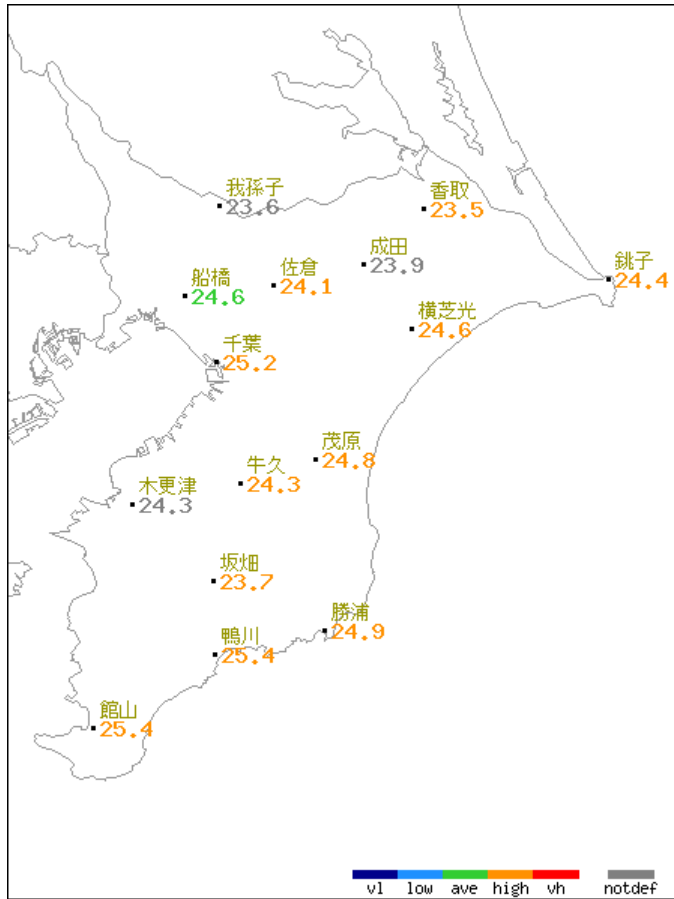 我孫子
23.6
香取
23.5
成田
23.9
銚子
24.4
佐倉
24.1
船橋
24.6
横芝光
24.6
千葉
25.2
茂原
24.8
牛久
24.3
木更津
24.3
坂畑
23.7
勝浦
24.9
鴨川
25.4
館山
25.4
vl low ave high vh notdef